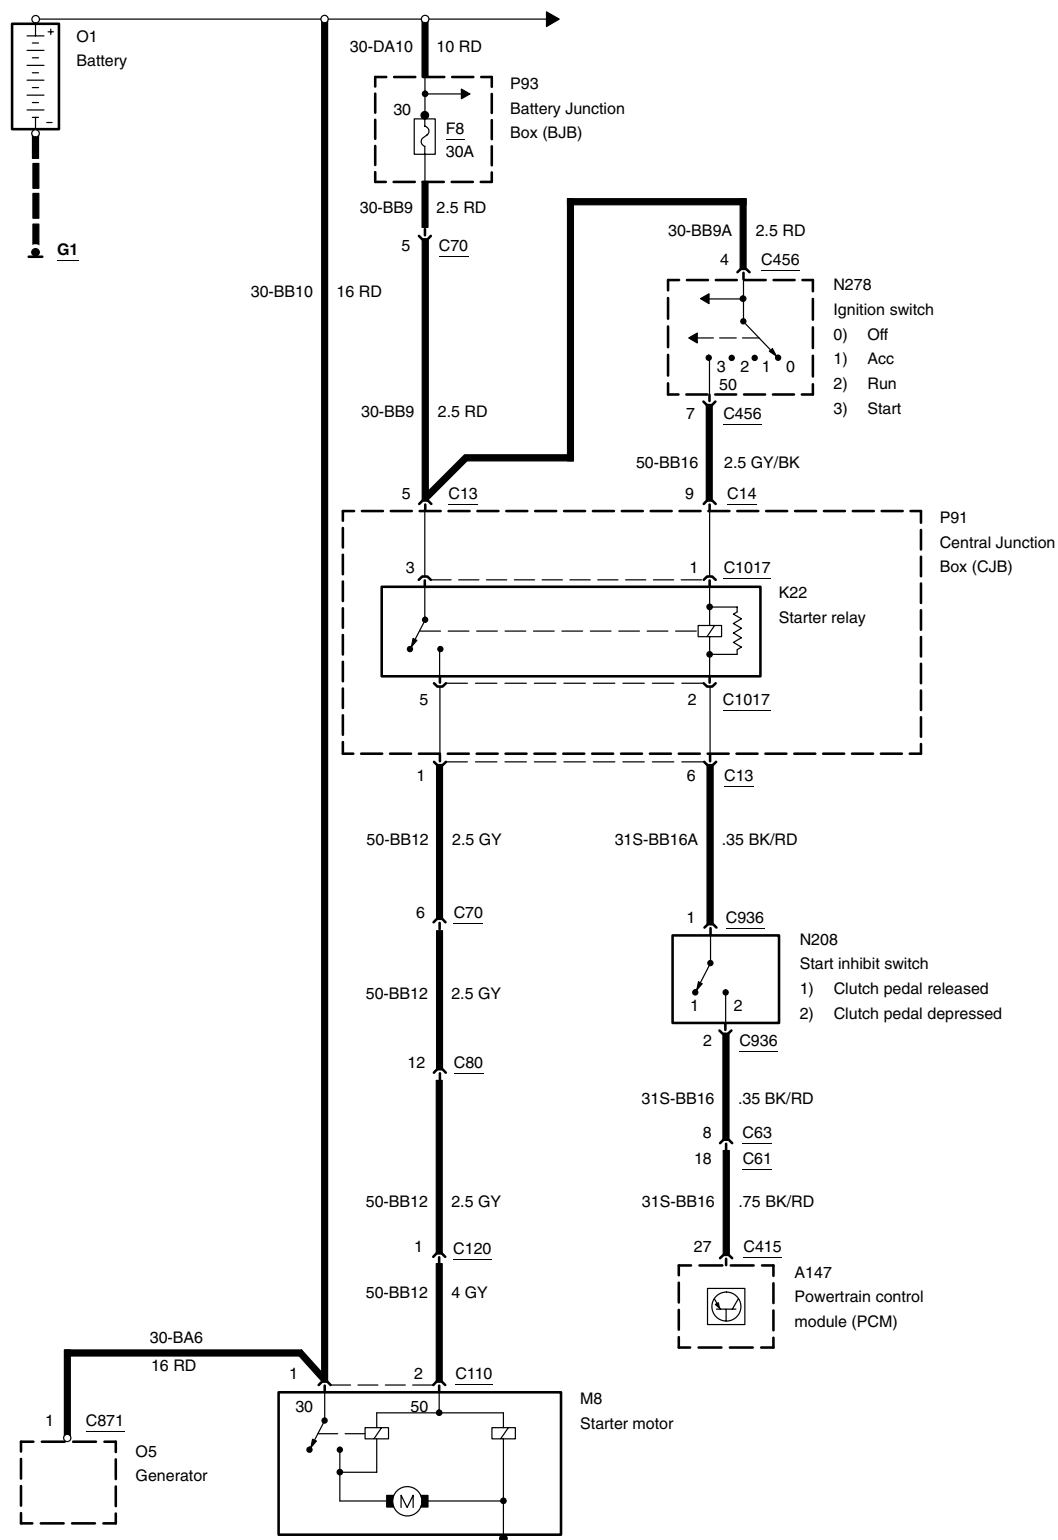 +
O1
Battery
−
G1
30-DA10 10 RD
P93
Battery Junction
Box (BJB)
30
F8
30A
30-BB9 2.5 RD
5 C70
30-BB10 16 RD
30-BB9A 2.5 RD
4 C456
N278
Ignition switch
0) Off
1) Acc
2) Run
3) Start
3 2 1 0
50
7 C456
30-BB9 2.5 RD
50-BB16 2.5 GY/BK
5 C13
9 C14
P91
Central Junction
Box (CJB)
3
1 C1017
K22
Starter relay
5
2 C1017
1
6 C13
50-BB12 2.5 GY
31S-BB16A .35 BK/RD
6 C70
1 C936
N208
Start inhibit switch
1) Clutch pedal released
2) Clutch pedal depressed
1 2
50-BB12 2.5 GY
2 C936
12 C80
31S-BB16 .35 BK/RD
8 C63
18 C61
50-BB12 2.5 GY
31S-BB16 .75 BK/RD
1 C120
27 C415
A147
Powertrain control
module (PCM)
50-BB12 4 GY
30-BA6
16 RD
1
2 C110
M8
Starter motor
30
50
M
1 C871
O5
Generator